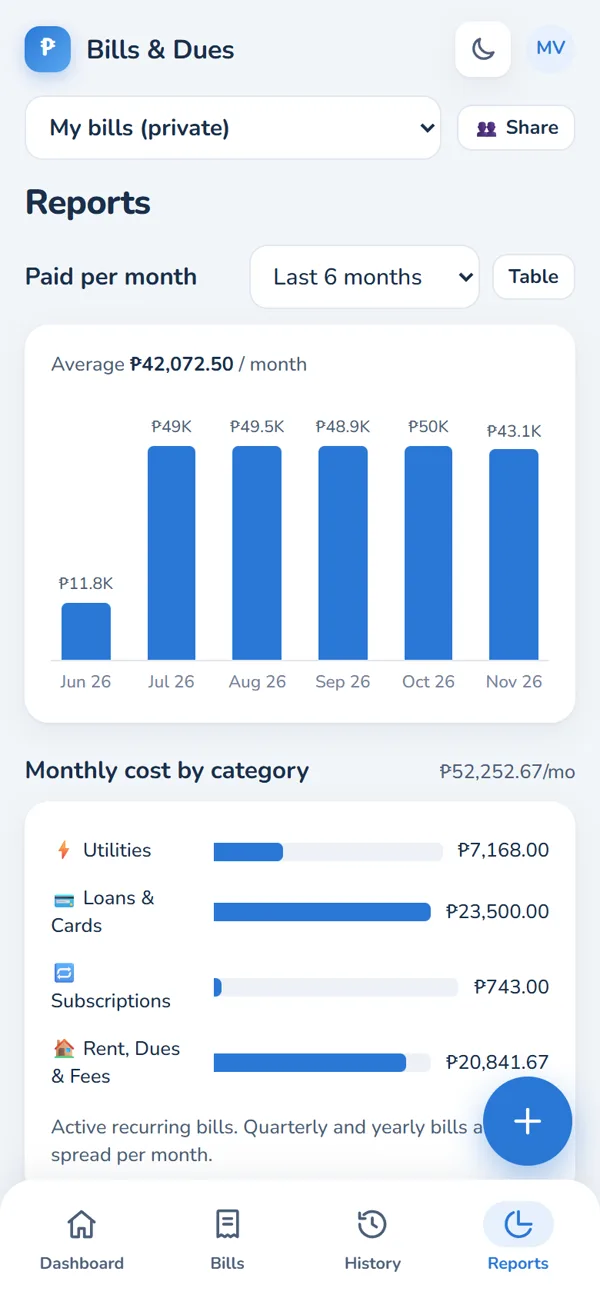 ₱ Bills & Dues MV
My bills (private) Share
Reports
Paid per month Last 6 months Table
Average ₱42,072.50 / month
₱11.8K ₱49K ₱49.5K ₱48.9K ₱50K ₱43.1K
Jun 26 Jul 26 Aug 26 Sep 26 Oct 26 Nov 26
Monthly cost by category ₱52,252.67/mo
Utilities ₱7,168.00
Loans &
Cards ₱23,500.00
Subscriptions ₱743.00
Rent, Dues
& Fees ₱20,841.67
Active recurring bills. Quarterly and yearly bills a
spread per month.
+
Dashboard Bills History Reports